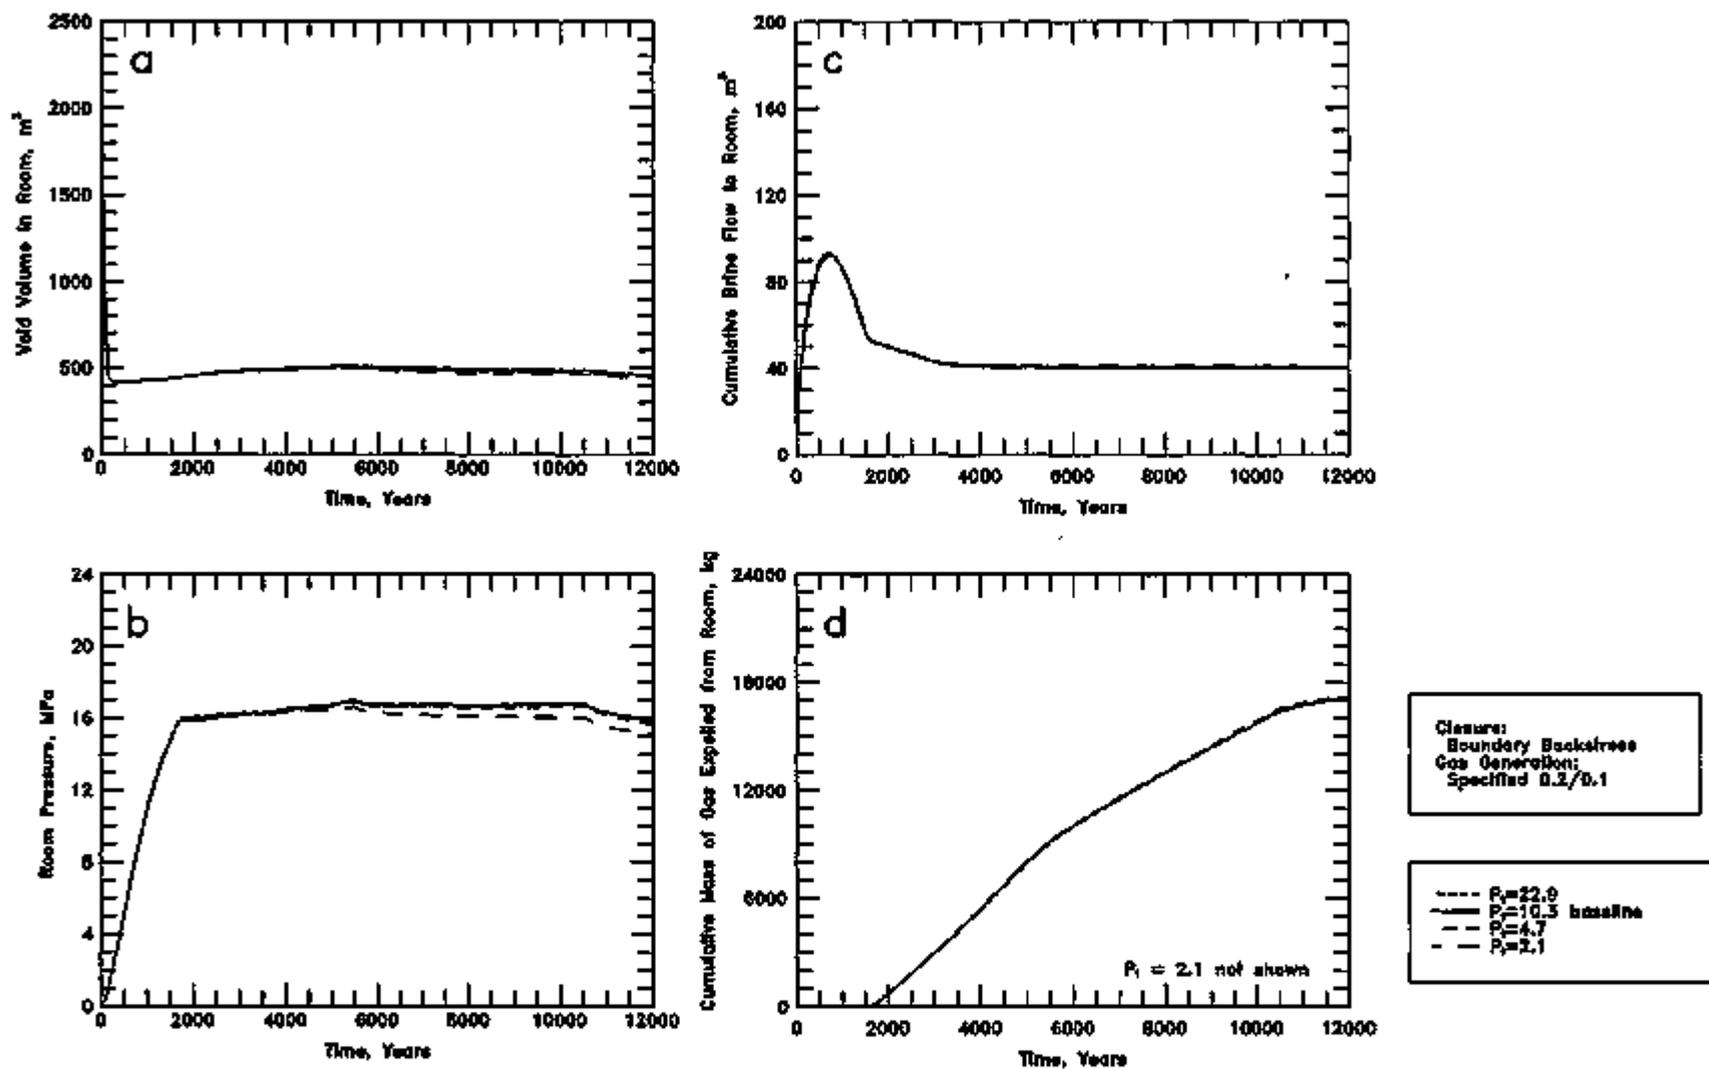 a
Void Volume in Room, m³
2500
2000
1500
1000
500
0
0 2000 4000 6000 8000 10000 12000
Time, Years
c
Cumulative Brine Flow to Room, m³
200
160
120
80
40
0
0 2000 4000 6000 8000 10000 12000
Time, Years
b
Room Pressure, MPa
24
20
16
12
8
4
0
0 2000 4000 6000 8000 10000 12000
Time, Years
d
Cumulative Mass of Gas Expelled from Room, kg
24000
18000
12000
6000
0
P₁ = 2.1 not shown
0 2000 4000 6000 8000 10000 12000
Time, Years
Closure:
Boundary Backstress
Gas Generation:
Specified 0.2/0.1
baseline